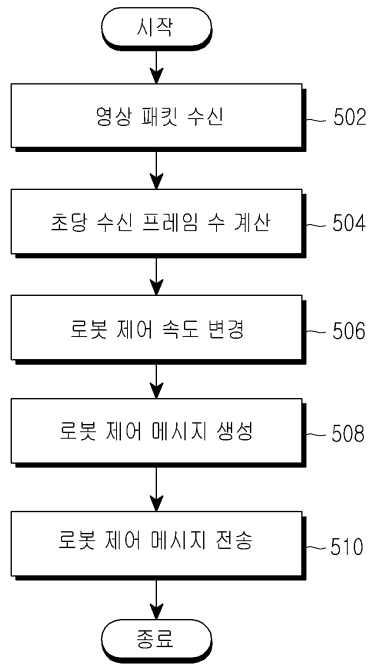 시작
영상 패킷 수신
502
초당 수신 프레임 수 계산
504
로봇 제어 속도 변경
506
로봇 제어 메시지 생성
508
로봇 제어 메시지 전송
510
종료